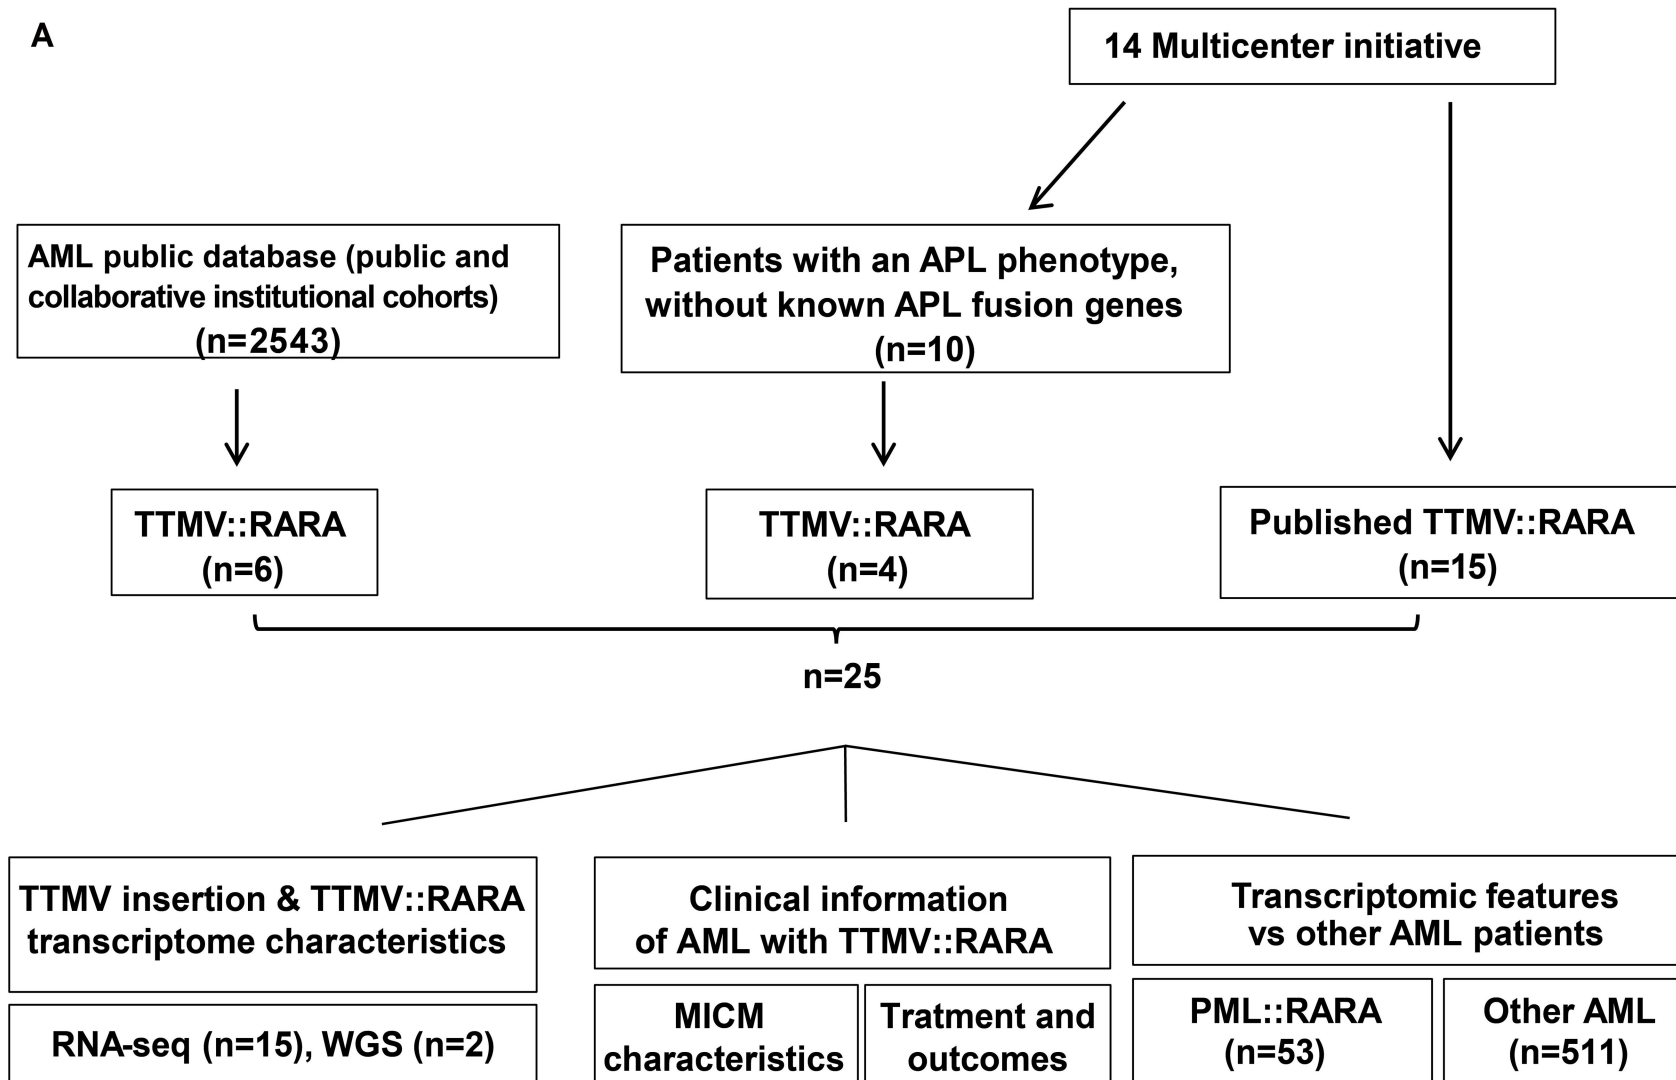 A
14 Multicenter initiative
AML public database (public and
collaborative institutional cohorts)
(n=2543)
Patients with an APL phenotype,
without known APL fusion genes
(n=10)
TTMV::RARA
(n=6)
TTMV::RARA
(n=4)
Published TTMV::RARA
(n=15)
n=25
TTMV insertion & TTMV::RARA
transcriptome characteristics
RNA-seq (n=15), WGS (n=2)
Clinical information
of AML with TTMV::RARA
MICM
characteristics
Tratment and
outcomes
Transcriptomic features
vs other AML patients
PML::RARA
(n=53)
Other AML
(n=511)